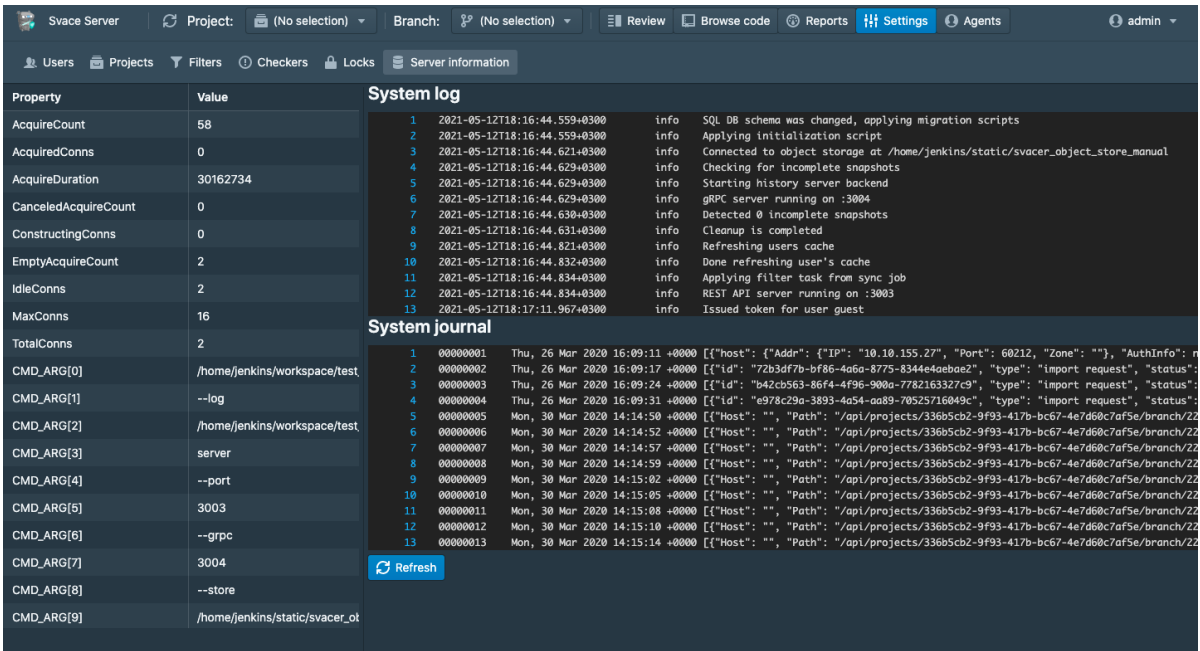 Svace Server Project: (No selection) Branch: (No selection) Review Browse code Reports Settings Agents admin
Users Projects Filters Checkers Locks Server information
Property Value
AcquireCount 58
AcquiredConns 0
AcquireDuration 30162734
CanceledAcquireCount 0
ConstructingConns 0
EmptyAcquireCount 2
IdleConns 2
MaxConns 16
TotalConns 2
CMD_ARG[0] /home/jenkins/workspace/test_
CMD_ARG[1] --log
CMD_ARG[2] /home/jenkins/workspace/test_
CMD_ARG[3] server
CMD_ARG[4] --port
CMD_ARG[5] 3003
CMD_ARG[6] --grpc
CMD_ARG[7] 3004
CMD_ARG[8] --store
CMD_ARG[9] /home/jenkins/static/svacer_ob
System log
1 2021-05-12T18:16:44.559+0300 info SQL DB schema was changed, applying migration scripts
2 2021-05-12T18:16:44.559+0300 info Applying initialization script
3 2021-05-12T18:16:44.621+0300 info Connected to object storage at /home/jenkins/static/svacer_object_store_manual
4 2021-05-12T18:16:44.629+0300 info Checking for incomplete snapshots
5 2021-05-12T18:16:44.629+0300 info Starting history server backend
6 2021-05-12T18:16:44.629+0300 info gRPC server running on :3004
7 2021-05-12T18:16:44.630+0300 info Detected 0 incomplete snapshots
8 2021-05-12T18:16:44.631+0300 info Cleanup is completed
9 2021-05-12T18:16:44.821+0300 info Refreshing users cache
10 2021-05-12T18:16:44.832+0300 info Done refreshing user's cache
11 2021-05-12T18:16:44.834+0300 info Applying filter task from sync job
12 2021-05-12T18:16:44.834+0300 info REST API server running on :3003
13 2021-05-12T18:17:11.967+0300 info Issued token for user guest
System journal
1 00000001 Thu, 26 Mar 2020 16:09:11 +0000 [{"host": {"Addr": {"IP": "10.10.155.27", "Port": 60212, "Zone": ""}, "AuthInfo": n
2 00000002 Thu, 26 Mar 2020 16:09:17 +0000 [{"id": "72b3df7b-bf86-4a6a-8775-8344e4aebae2", "type": "import request", "status":
3 00000003 Thu, 26 Mar 2020 16:09:24 +0000 [{"id": "b42cb563-86f4-4f96-900a-7782163327c9", "type": "import request", "status":
4 00000004 Thu, 26 Mar 2020 16:09:31 +0000 [{"id": "e978c29a-3893-4a54-aa89-70525716049c", "type": "import request", "status":
5 00000005 Mon, 30 Mar 2020 14:14:50 +0000 [{"Host": "", "Path": "/api/projects/336b5cb2-9f93-417b-bc67-4e7d60c7af5e/branch/22
6 00000006 Mon, 30 Mar 2020 14:14:52 +0000 [{"Host": "", "Path": "/api/projects/336b5cb2-9f93-417b-bc67-4e7d60c7af5e/branch/22
7 00000007 Mon, 30 Mar 2020 14:14:57 +0000 [{"Host": "", "Path": "/api/projects/336b5cb2-9f93-417b-bc67-4e7d60c7af5e/branch/22
8 00000008 Mon, 30 Mar 2020 14:14:59 +0000 [{"Host": "", "Path": "/api/projects/336b5cb2-9f93-417b-bc67-4e7d60c7af5e/branch/22
9 00000009 Mon, 30 Mar 2020 14:15:02 +0000 [{"Host": "", "Path": "/api/projects/336b5cb2-9f93-417b-bc67-4e7d60c7af5e/branch/22
10 00000010 Mon, 30 Mar 2020 14:15:05 +0000 [{"Host": "", "Path": "/api/projects/336b5cb2-9f93-417b-bc67-4e7d60c7af5e/branch/22
11 00000011 Mon, 30 Mar 2020 14:15:08 +0000 [{"Host": "", "Path": "/api/projects/336b5cb2-9f93-417b-bc67-4e7d60c7af5e/branch/22
12 00000012 Mon, 30 Mar 2020 14:15:10 +0000 [{"Host": "", "Path": "/api/projects/336b5cb2-9f93-417b-bc67-4e7d60c7af5e/branch/22
13 00000013 Mon, 30 Mar 2020 14:15:14 +0000 [{"Host": "", "Path": "/api/projects/336b5cb2-9f93-417b-bc67-4e7d60c7af5e/branch/22
Refresh